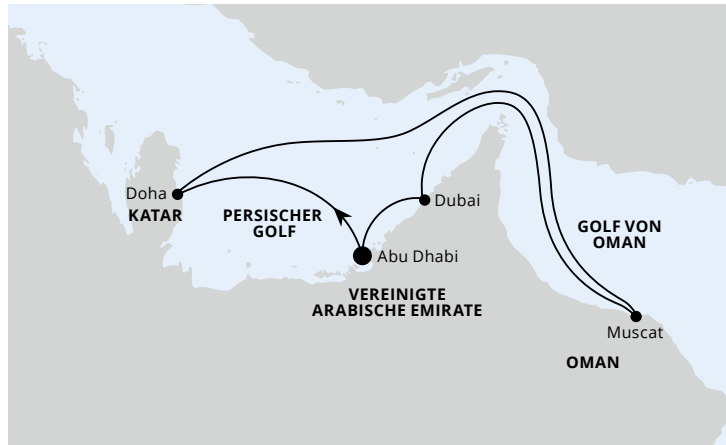 Doha
KATAR
PERSISCHER
GOLF
Dubai
Abu Dhabi
VEREINIGTE
ARABISCHE EMIRATE
GOLF VON
OMAN
Muscat
OMAN